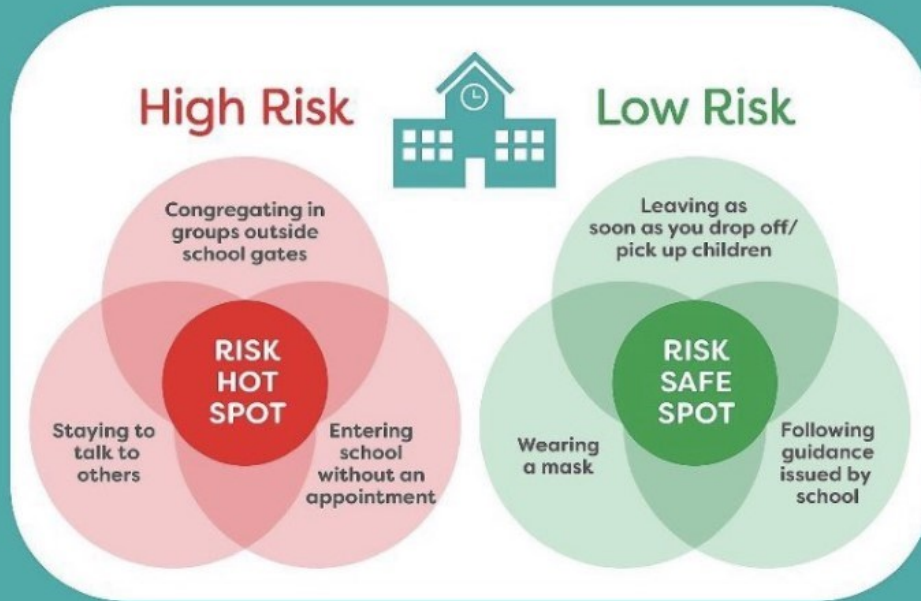 High Risk
Low Risk
Congregating in
groups outside
school gates
RISK
HOT
SPOT
Staying to
talk to
others
Entering
school
without an
appointment
Leaving as
soon as you drop off/
pick up children
RISK
SAFE
SPOT
Wearing
a mask
Following
guidance
issued by
school